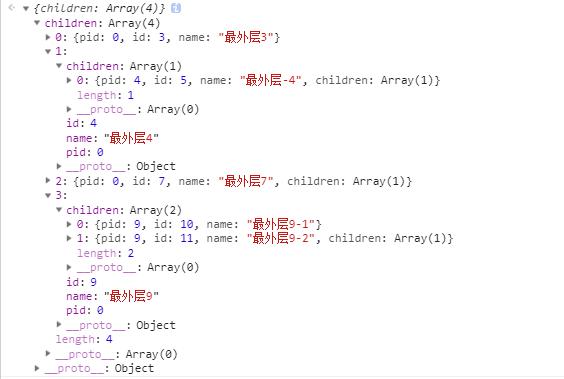 {children: Array(4)} i
children: Array(4)
0: {pid: 0, id: 3, name: "最外层3"}
1:
children: Array(1)
0: {pid: 4, id: 5, name: "最外层-4", children: Array(1)}
length: 1
__proto__: Array(0)
id: 4
name: "最外层4"
pid: 0
__proto__: Object
2: {pid: 0, id: 7, name: "最外层7", children: Array(1)}
3:
children: Array(2)
0: {pid: 9, id: 10, name: "最外层9-1"}
1: {pid: 9, id: 11, name: "最外层9-2", children: Array(1)}
length: 2
__proto__: Array(0)
id: 9
name: "最外层9"
pid: 0
__proto__: Object
length: 4
__proto__: Array(0)
__proto__: Object